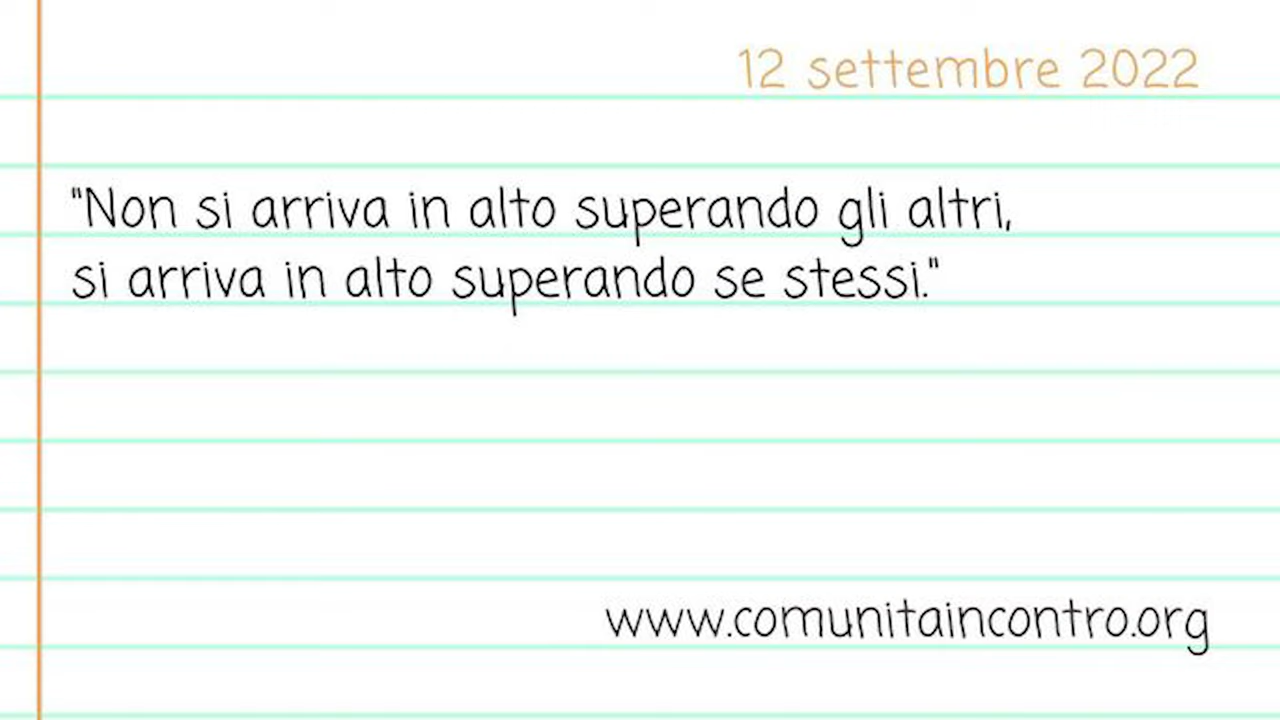 12 settembre 2022
"Non si arriva in alto superando gli altri,
si arriva in alto superando se stessi."
www.comunitaincontro.org